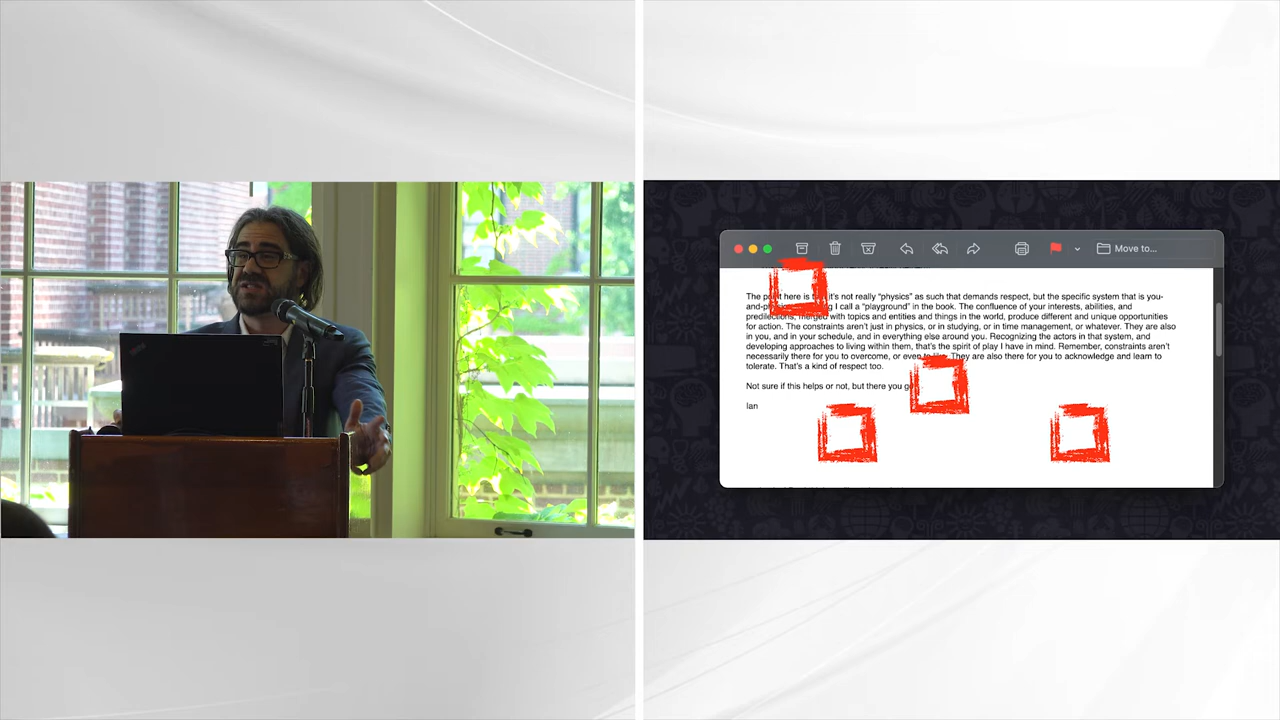 Move to...
The po here is it's not really "physics" as such that demands respect, but the specific system that is you-
and-p g I call a "playground" in the book. The confluence of your interests, abilities, and
predilections, merged with topics and entities and things in the world, produce different and unique opportunities
for action. The constraints aren't just in physics, or in studying, or in time management, or whatever. They are also
in you, and in your schedule, and in everything else around you. Recognizing the actors in that system, and
developing approaches to living within them, that's the spirit of play I have in mind. Remember, constraints aren't
necessarily there for you to overcome, or even to like. They are also there for you to acknowledge and learn to
tolerate. That's a kind of respect too.
Not sure if this helps or not, but there you g
Ian